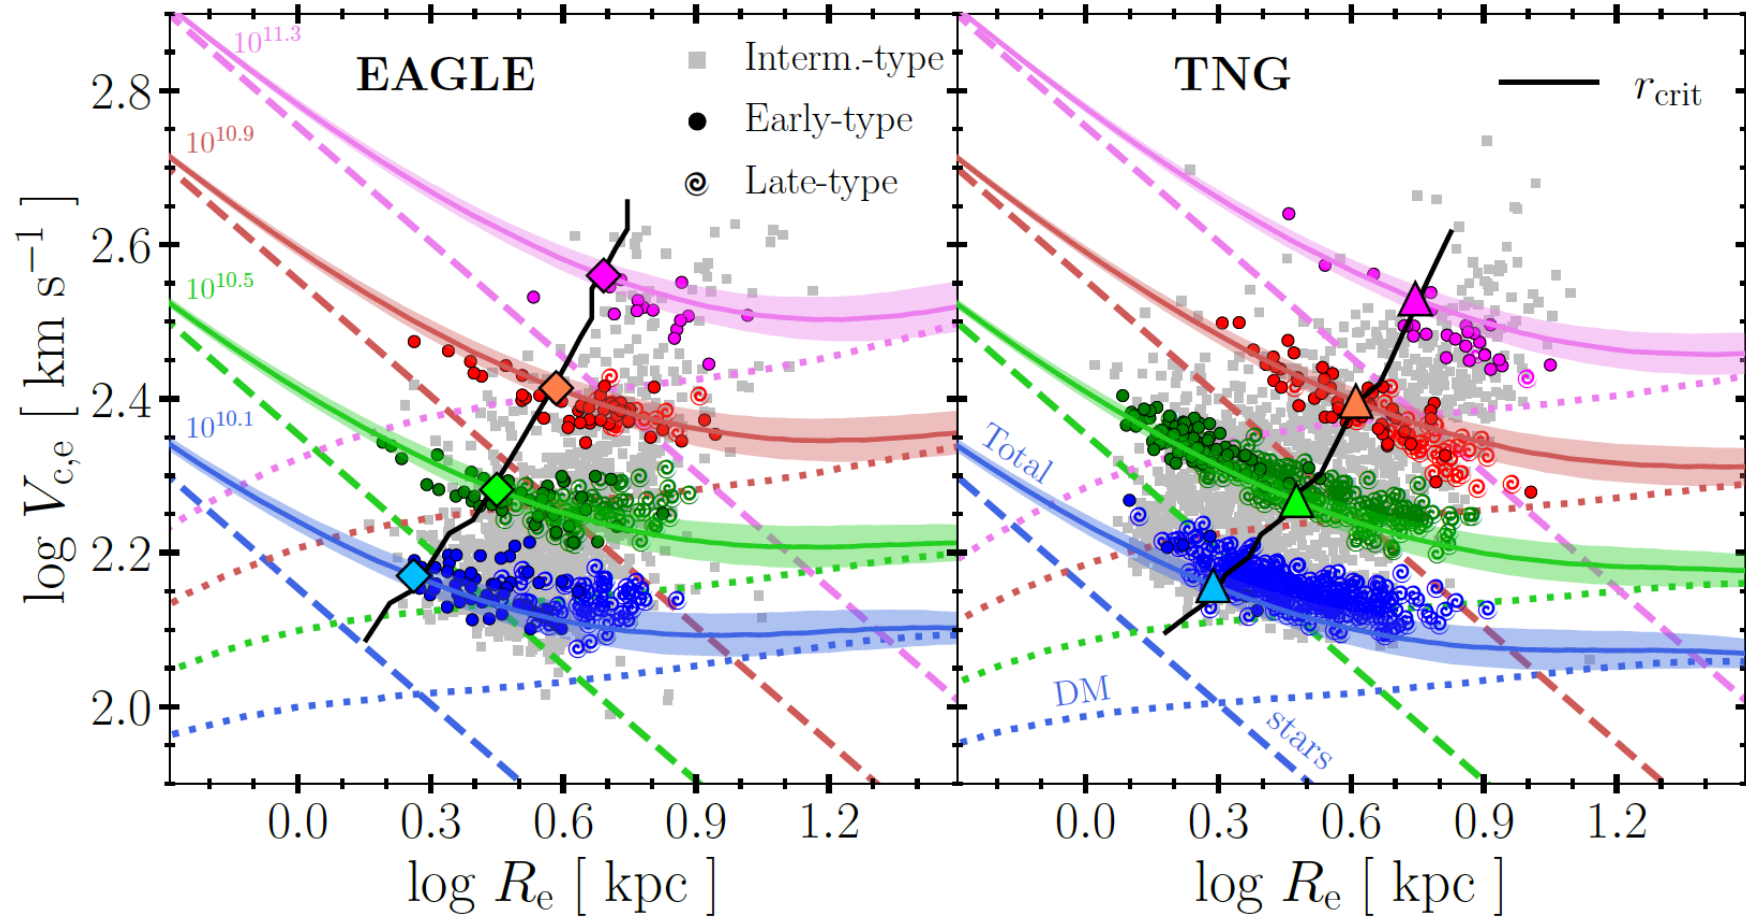 EAGLE
Interm.-type
Early-type
Late-type
10^11.3
10^10.9
10^10.5
10^10.1
TNG
r_crit
Total
DM
stars
log V_c,e [ km s^−1 ]
2.8
2.6
2.4
2.2
2.0
0.0 0.3 0.6 0.9 1.2
0.0 0.3 0.6 0.9 1.2
log R_e [ kpc ]
log R_e [ kpc ]